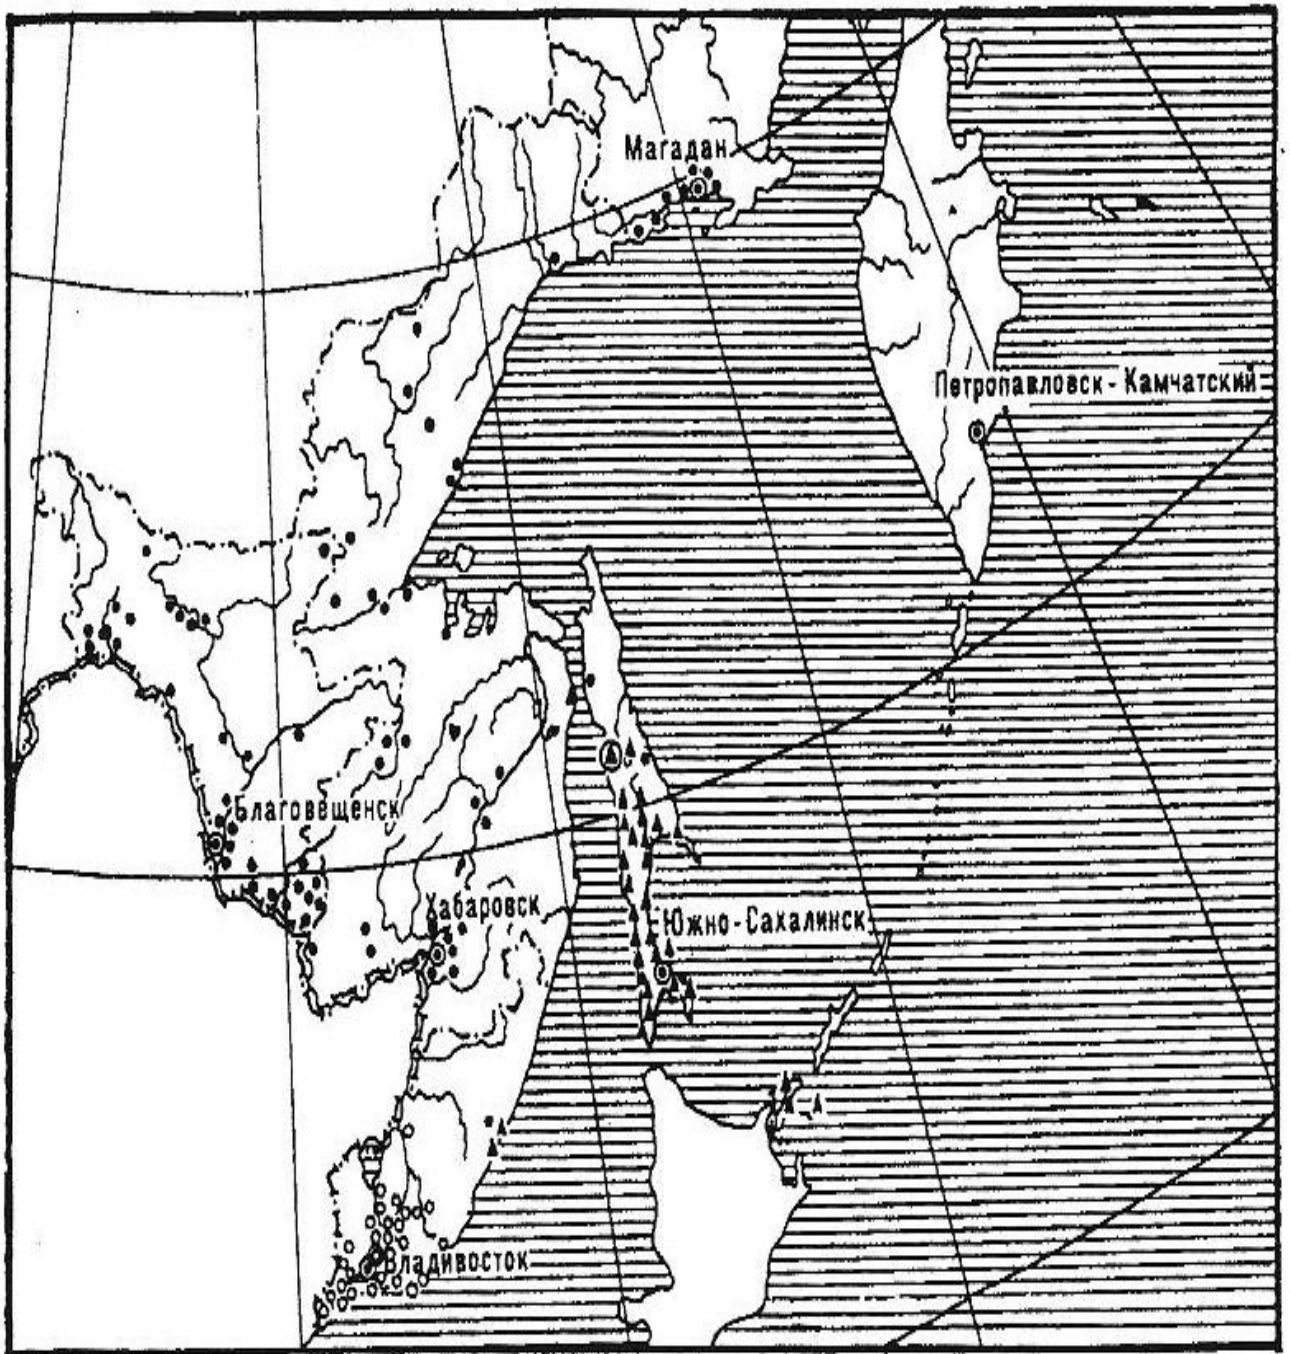 Магадан
Петропавловск-Камчатский
Благовещенск
Хабаровск
Южно-Сахалинск
Владивосток